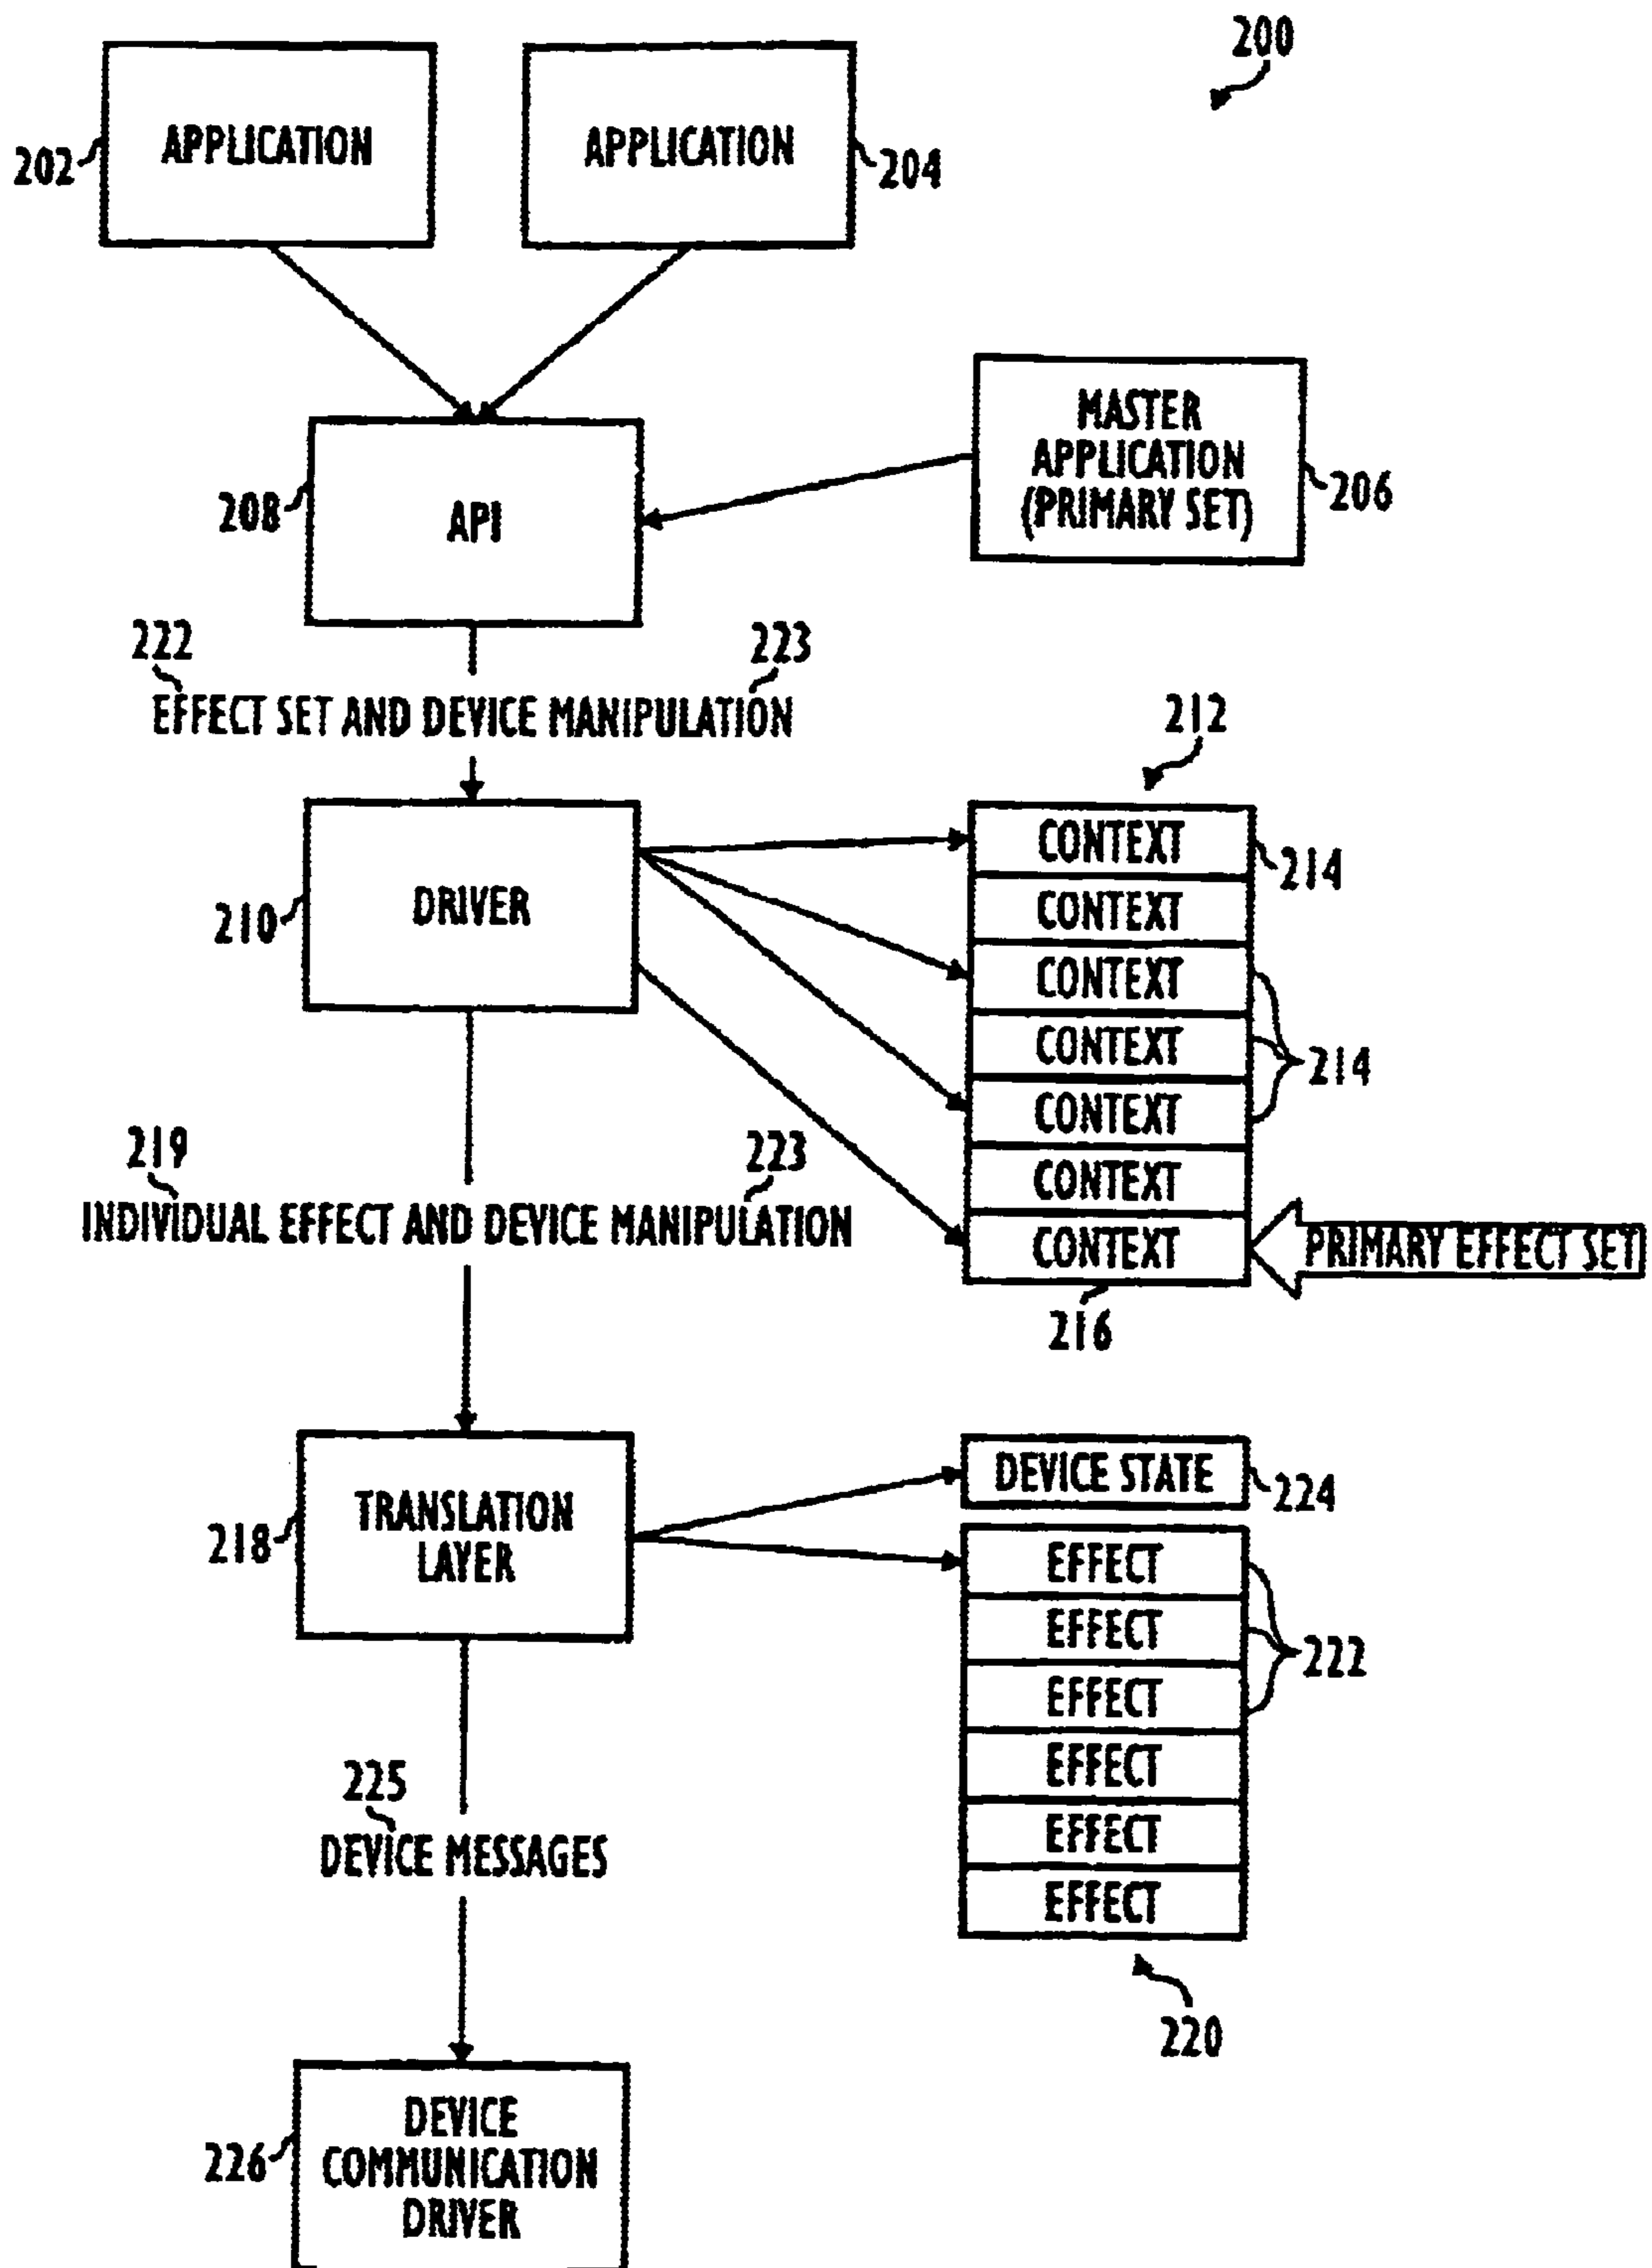 200
APPLICATION
APPLICATION
202
204
MASTER
APPLICATION
(PRIMARY SET)
206
208
API
222
223
EFFECT SET AND DEVICE MANIPULATION
212
CONTEXT
214
CONTEXT
210
DRIVER
CONTEXT
CONTEXT
214
CONTEXT
219
223
CONTEXT
INDIVIDUAL EFFECT AND DEVICE MANIPULATION
CONTEXT
PRIMARY EFFECT SET
216
DEVICE STATE
224
218
TRANSLATION
LAYER
EFFECT
EFFECT
222
EFFECT
EFFECT
225
DEVICE MESSAGES
EFFECT
EFFECT
220
226
DEVICE
COMMUNICATION
DRIVER